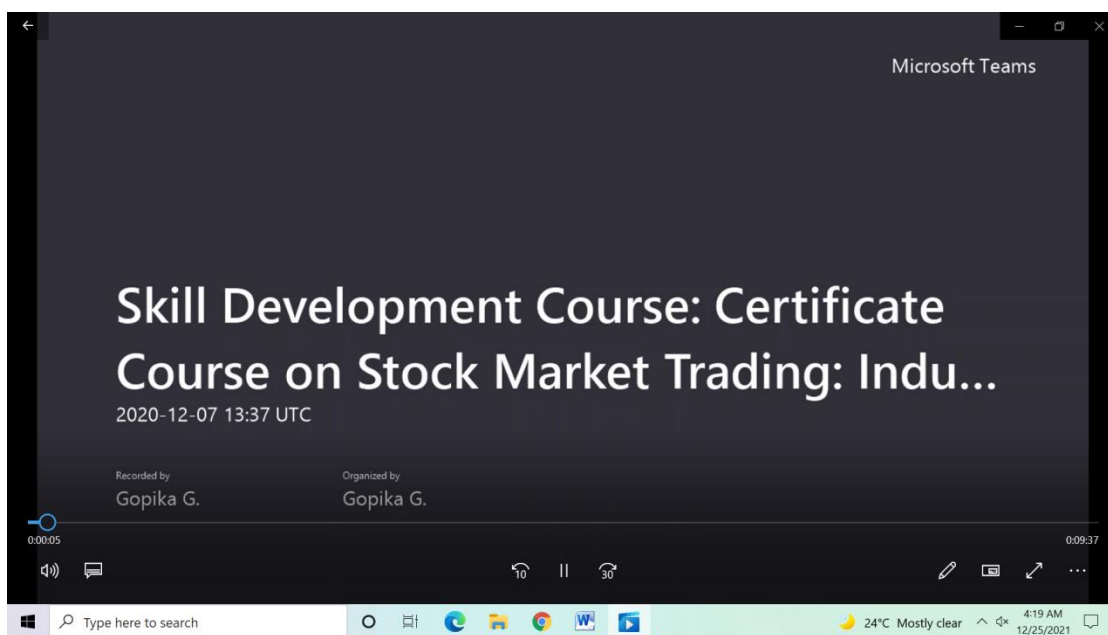 Microsoft Teams
Skill Development Course: Certificate
Course on Stock Market Trading: Indu...
2020-12-07 13:37 UTC
Recorded by
Organized by
Gopika G.
Gopika G.
0:00:05
0:09:37
10
30
Type here to search
24°C Mostly clear
4:19 AM
12/25/2021